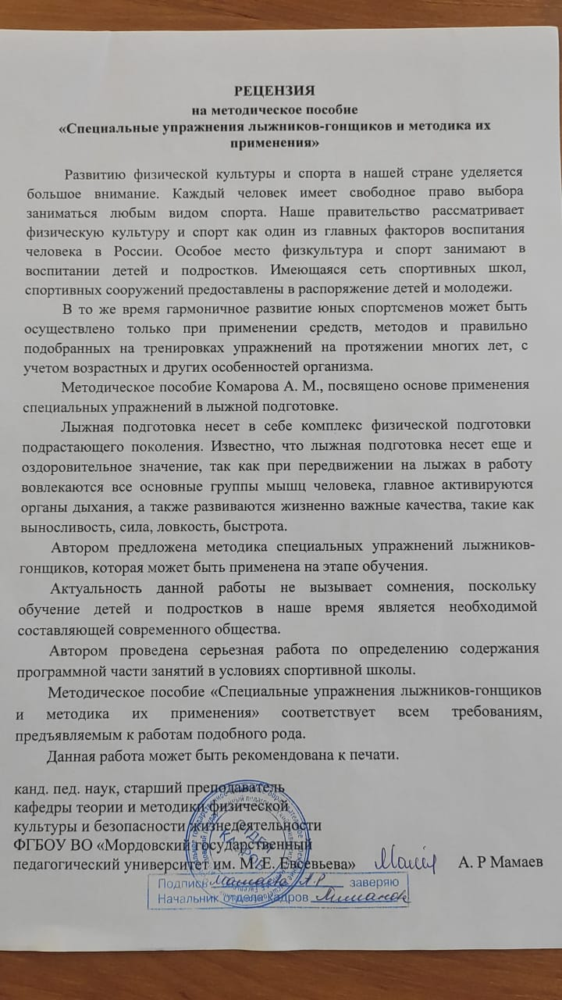 РЕЦЕНЗИЯ
на методическое пособие
«Специальные упражнения лыжников-гонщиков и методика их
применения»
Развитию физической культуры и спорта в нашей стране уделяется
большое внимание. Каждый человек имеет свободное право выбора
заниматься любым видом спорта. Наше правительство рассматривает
физическую культуру и спорт как один из главных факторов воспитания
человека в России. Особое место физкультура и спорт занимают в
воспитании детей и подростков. Имеющаяся сеть спортивных школ,
спортивных сооружений предоставлены в распоряжение детей и молодежи.
В то же время гармоничное развитие юных спортсменов может быть
осуществлено только при применении средств, методов и правильно
подобранных на тренировках упражнений на протяжении многих лет, с
учетом возрастных и других особенностей организма.
Методическое пособие Комарова А. М., посвящено основе применения
специальных упражнений в лыжной подготовке.
Лыжная подготовка несет в себе комплекс физической подготовки
подрастающего поколения. Известно, что лыжная подготовка несет еще и
оздоровительное значение, так как при передвижении на лыжах в работу
вовлекаются все основные группы мышц человека, главное активируются
органы дыхания, а также развиваются жизненно важные качества, такие как
выносливость, сила, ловкость, быстрота.
Автором предложена методика специальных упражнений лыжников-
гонщиков, которая может быть применена на этапе обучения.
Актуальность данной работы не вызывает сомнения, поскольку
обучение детей и подростков в наше время является необходимой
составляющей современного общества.
Автором проведена серьезная работа по определению содержания
программной части занятий в условиях спортивной школы.
Методическое пособие «Специальные упражнения лыжников-гонщиков
и методика их применения» соответствует всем требованиям,
предъявляемым к работам подобного рода.
Данная работа может быть рекомендована к печати.
канд. пед. наук, старший преподаватель
кафедры теории и методики физической
культуры и безопасности жизнедеятельности
ФГБОУ ВО «Мордовский государственный
педагогический университет им. М. Е. Евсевьева» А. Р Мамаев
ОТДЕЛ
КАДРОВ
Подпись Мамаева А.Р заверяю
Начальник отдела кадров